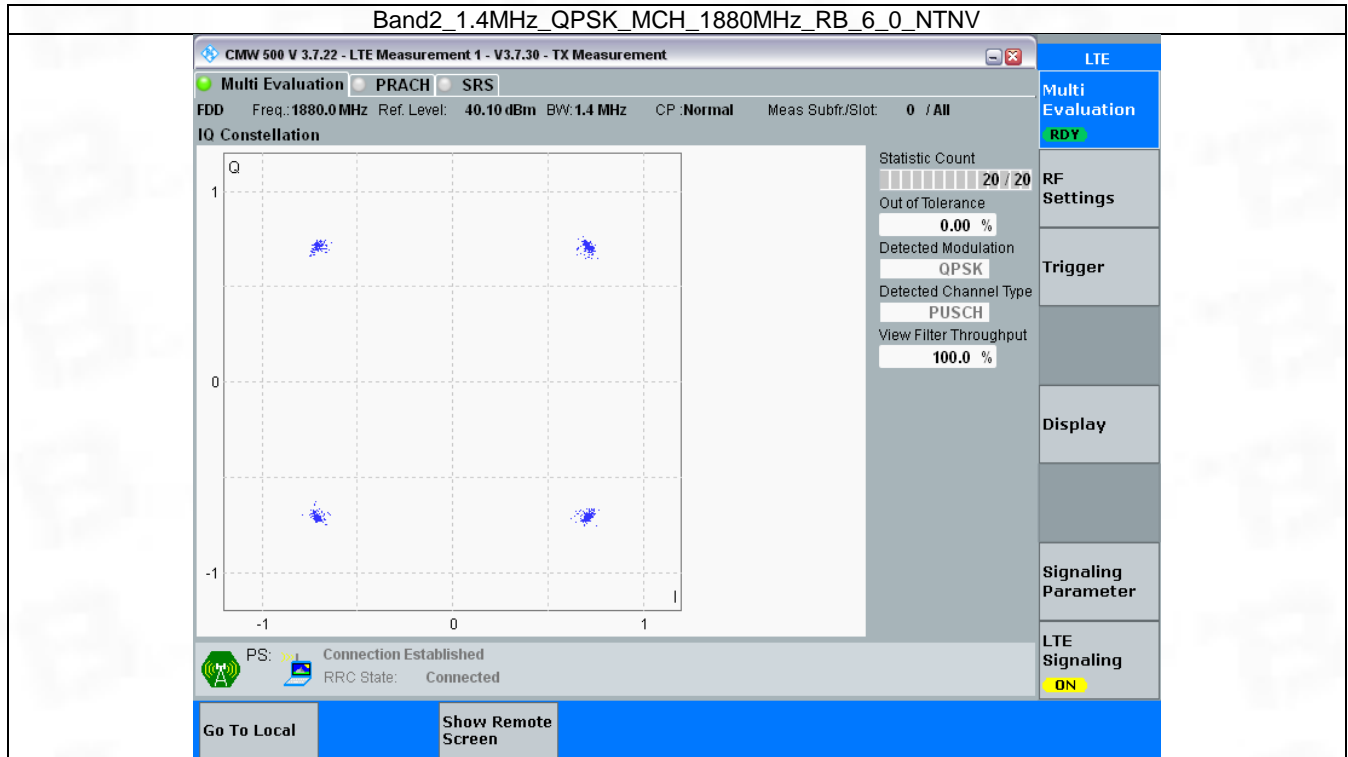 Band2_1.4MHz_QPSK_MCH_1880MHz_RB_6_0_NTNV
CMW 500 V 3.7.22 - LTE Measurement 1 - V3.7.30 - TX Measurement
Multi Evaluation PRACH SRS
FDD Freq.:1880.0 MHz Ref. Level: 40.10 dBm BW:1.4 MHz CP :Normal Meas Subfr./Slot: 0 / All
IQ Constellation
Q
1
0
-1
I
-1 0 1
Statistic Count
20 / 20
Out of Tolerance
0.00 %
Detected Modulation
QPSK
Detected Channel Type
PUSCH
View Filter Throughput
100.0 %
PS: Connection Established
RRC State: Connected
LTE
Multi
Evaluation
RDY
RF
Settings
Trigger
Display
Signaling
Parameter
LTE
Signaling
ON
Go To Local
Show Remote
Screen